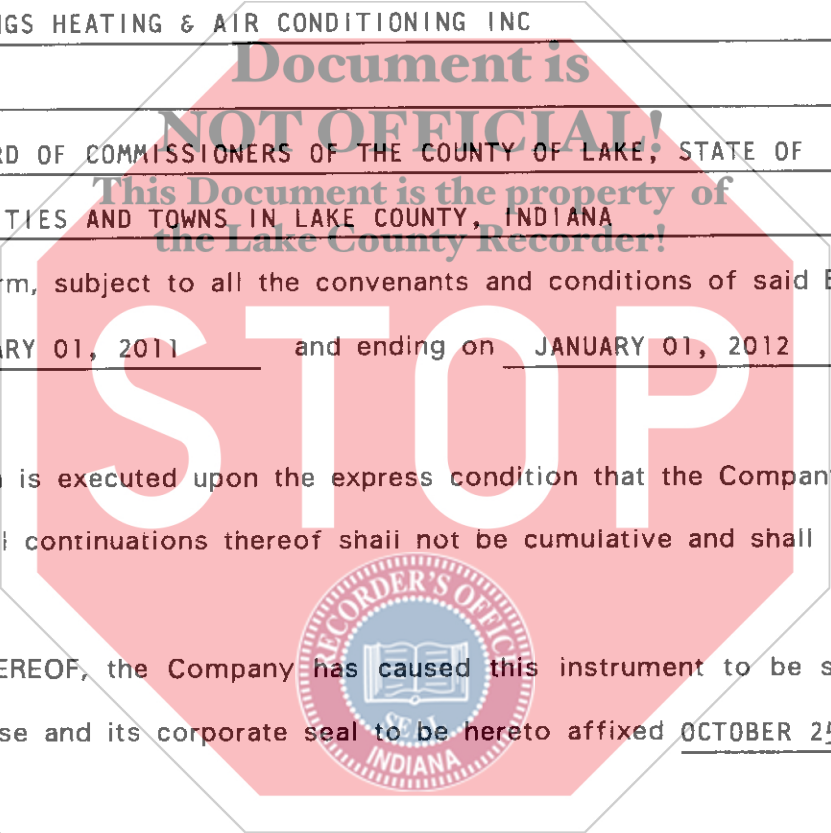 NGS HEATING & AIR CONDITIONING INC
Document is
NOT OFFICIAL!
RD OF COMMISSIONERS OF THE COUNTY OF LAKE, STATE OF
This Document is the property of
TIES AND TOWNS IN LAKE COUNTY, INDIANA
the Lake County Recorder!
rm, subject to all the convenants and conditions of said B
ARY 01, 2011 and ending on JANUARY 01, 2012
STOP
is executed upon the express condition that the Company
continuations thereof shall not be cumulative and shall
RECORDER'S OFFICE
SEAL
INDIANA
EREOF, the Company has caused this instrument to be s
se and its corporate seal to be hereto affixed OCTOBER 25